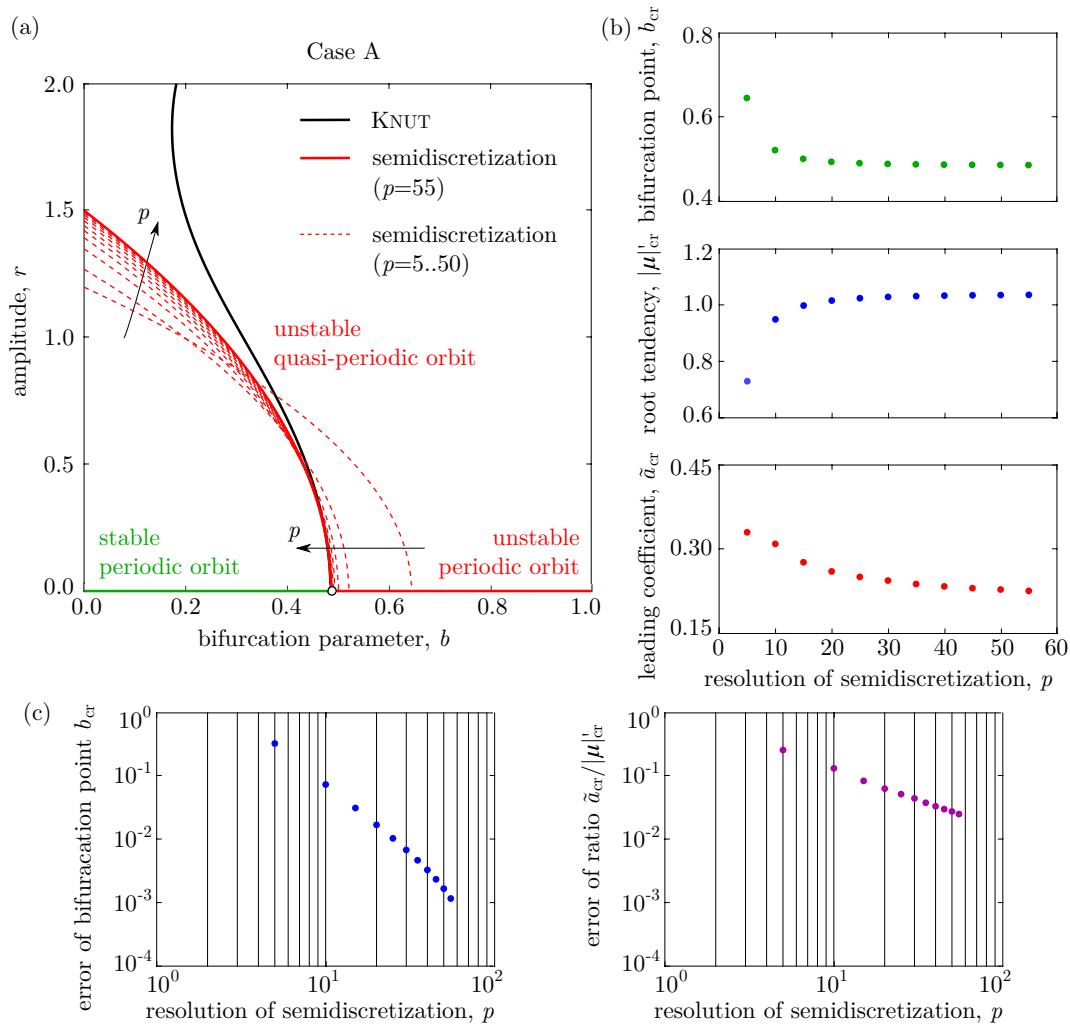 (a)
Case A
amplitude, r
2.0
1.5
1.0
0.5
0.0
KNUT
semidiscretization
(p=55)
semidiscretization
(p=5..50)
p
unstable
quasi-periodic orbit
p
stable
periodic orbit
unstable
periodic orbit
0.0 0.2 0.4 0.6 0.8 1.0
bifurcation parameter, b
(b)
bifurcation point, b_cr
0.8
0.6
0.4
root tendency, |μ|'_cr
1.2
1.0
0.8
0.6
leading coefficient, ã_cr
0.45
0.30
0.15
0 10 20 30 40 50 60
resolution of semidiscretization, p
(c)
error of bifuracation point b_cr
10^0
10^-1
10^-2
10^-3
10^-4
10^0 10^1 10^2
resolution of semidiscretization, p
error of ratio ã_cr/|μ|'_cr
10^0
10^-1
10^-2
10^-3
10^-4
10^0 10^1 10^2
resolution of semidiscretization, p